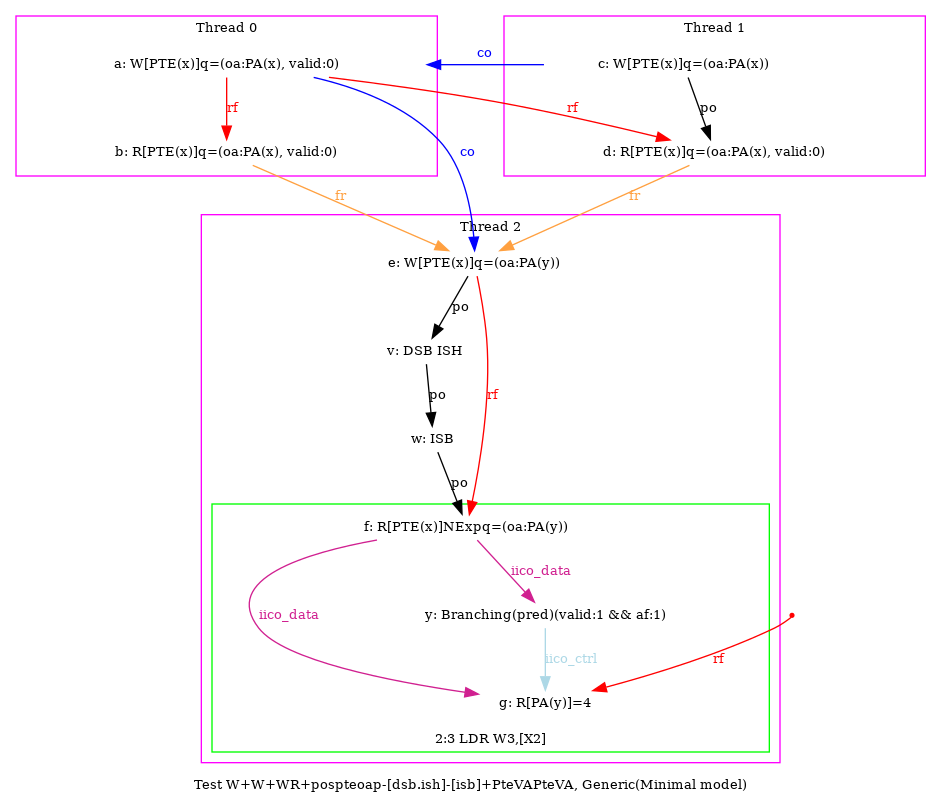 Thread 0
Thread 1
a: W[PTE(x)]q=(oa:PA(x), valid:0)
co
c: W[PTE(x)]q=(oa:PA(x))
rf
rf
po
b: R[PTE(x)]q=(oa:PA(x), valid:0)
co
d: R[PTE(x)]q=(oa:PA(x), valid:0)
fr
fr
Thread 2
e: W[PTE(x)]q=(oa:PA(y))
po
v: DSB ISH
po
rf
w: ISB
po
f: R[PTE(x)]NExpq=(oa:PA(y))
iico_data
iico_data
y: Branching(pred)(valid:1 && af:1)
iico_ctrl
rf
g: R[PA(y)]=4
2:3 LDR W3,[X2]
Test W+W+WR+pospteoap-[dsb.ish]-[isb]+PteVAPteVA, Generic(Minimal model)